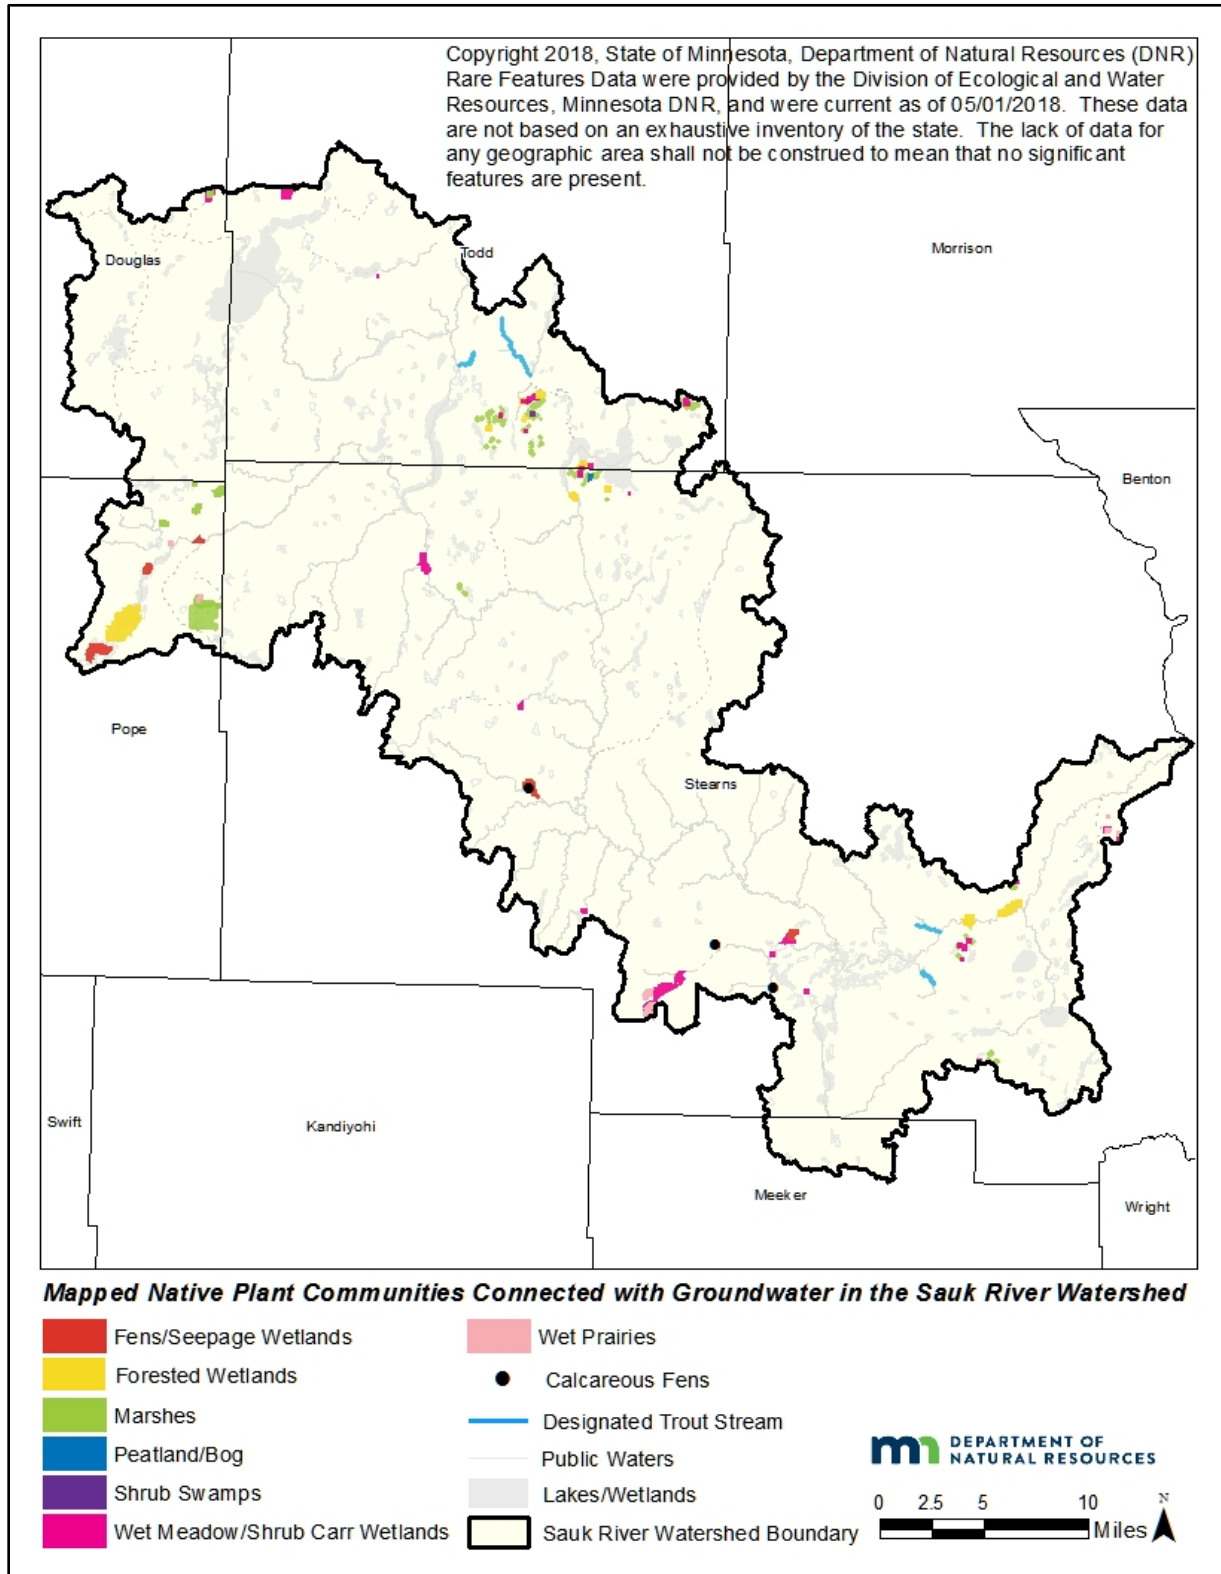 Copyright 2018, State of Minnesota, Department of Natural Resources (DNR)
Rare Features Data were provided by the Division of Ecological and Water
Resources, Minnesota DNR, and were current as of 05/01/2018. These data
are not based on an exhaustive inventory of the state. The lack of data for
any geographic area shall not be construed to mean that no significant
features are present.
Douglas
Todd
Morrison
Benton
Pope
Stearns
Swift
Kandiyohi
Meeker
Wright
Mapped Native Plant Communities Connected with Groundwater in the Sauk River Watershed
Fens/Seepage Wetlands
Forested Wetlands
Marshes
Peatland/Bog
Shrub Swamps
Wet Meadow/Shrub Carr Wetlands
Wet Prairies
Calcareous Fens
Designated Trout Stream
Public Waters
Lakes/Wetlands
Sauk River Watershed Boundary
mn DEPARTMENT OF
NATURAL RESOURCES
0 2.5 5 10
Miles
N